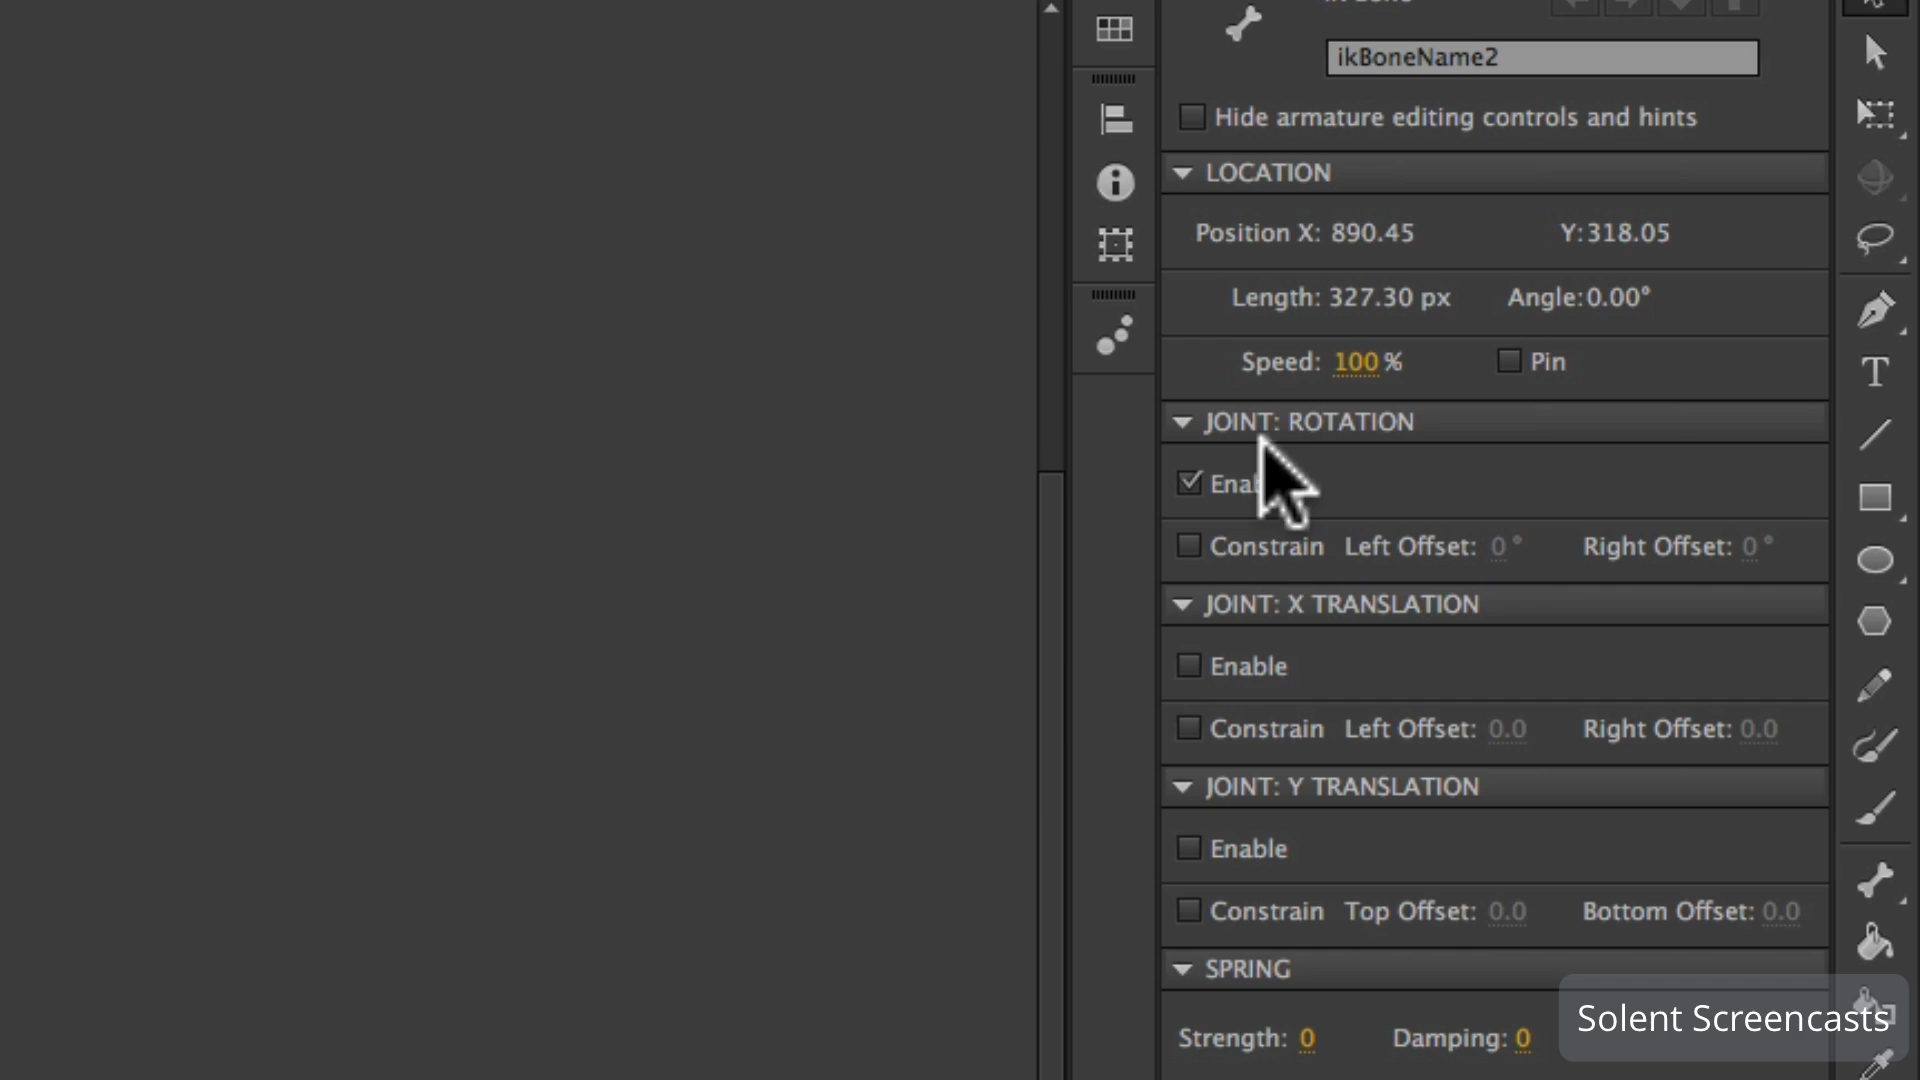 ikBoneName2
Hide armature editing controls and hints
LOCATION
Position X: 890.45 Y:318.05
Length: 327.30 px Angle:0.00°
Speed: 100 % Pin
JOINT: ROTATION
Constrain Left Offset: 0 ° Right Offset: 0 °
JOINT: X TRANSLATION
Enable
Constrain Left Offset: 0.0 Right Offset: 0.0
JOINT: Y TRANSLATION
Enable
Constrain Top Offset: 0.0 Bottom Offset: 0.0
SPRING
Strength: 0 Damping: 0
Solent Screencasts